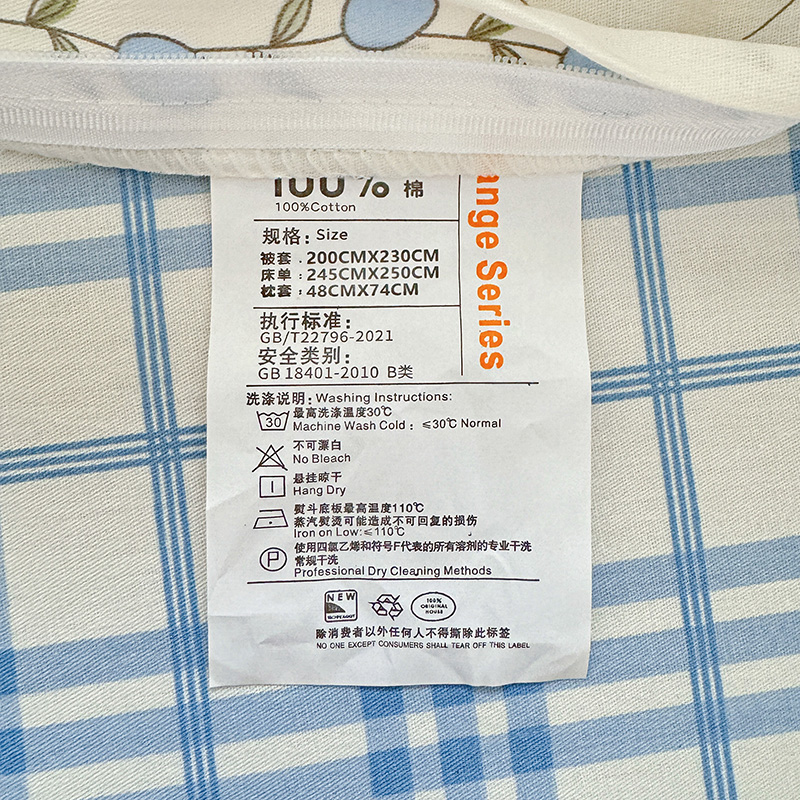 100% 棉
100%Cotton
规格: Size
被套 : 200CMX230CM
床单 : 245CMX250CM
枕套 : 48CMX74CM
执行标准:
GB/T22796-2021
安全类别:
GB 18401-2010 B类
ange Series
洗涤说明: Washing Instructions:
30
最高洗涤温度30℃
Machine Wash Cold : ≤30℃ Normal
不可漂白
No Bleach
悬挂晾干
Hang Dry
熨斗底板最高温度110℃
蒸汽熨烫可能造成不可回复的损伤
Iron on Low:≤110℃
P
使用四氯乙烯和符号F代表的所有溶剂的专业干洗
常规干洗
Professional Dry Cleaning Methods
NEW
100%
ORIGINAL
HOUSE
除消费者以外任何人不得撕除此标签
NO ONE EXCEPT CONSUMERS SHALL TEAR OFF THIS LABEL